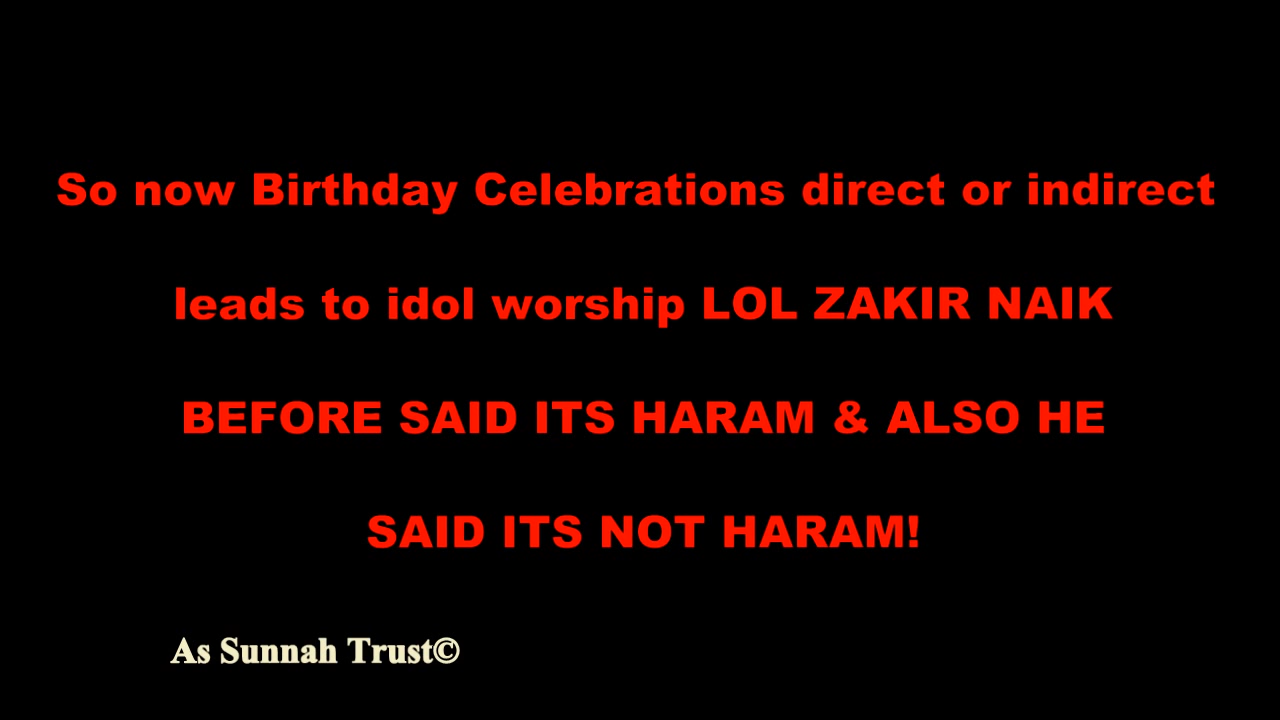 So now Birthday Celebrations direct or indirect
leads to idol worship LOL ZAKIR NAIK
BEFORE SAID ITS HARAM & ALSO HE
SAID ITS NOT HARAM!
As Sunnah Trust©